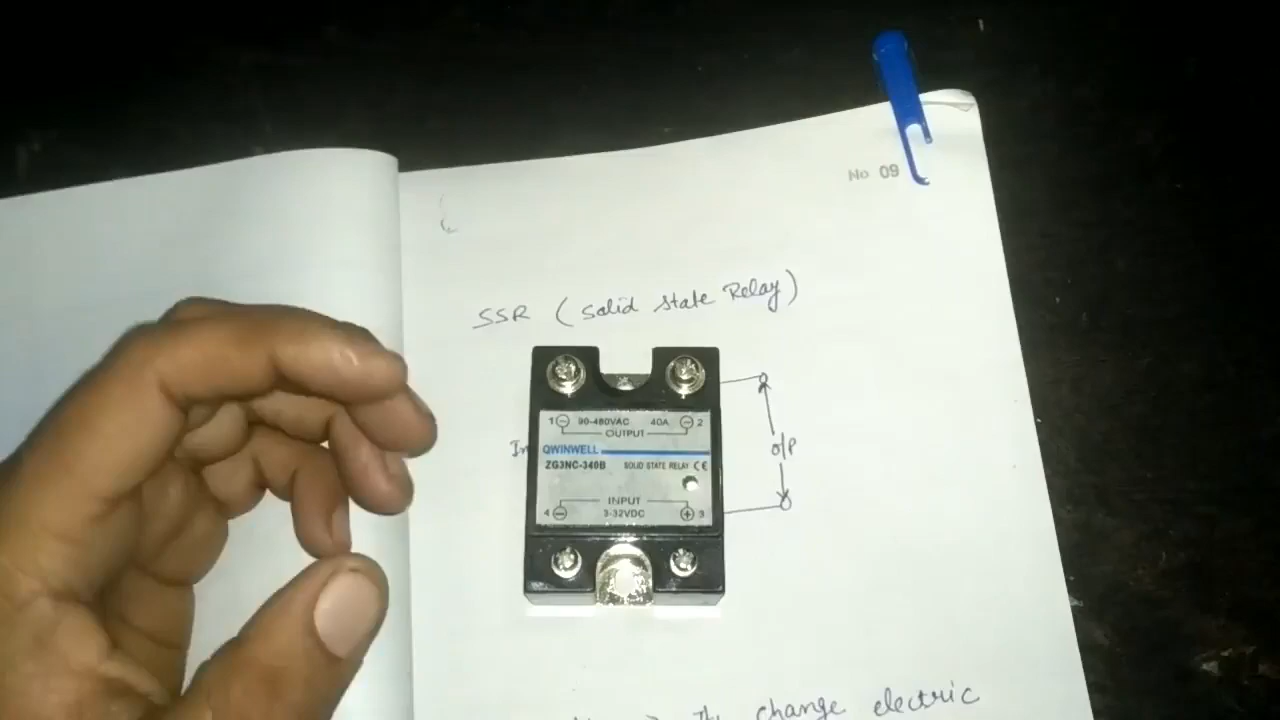 No 09
SSR (Solid State Relay)
1 90-480VAC 40A 2
OUTPUT
In
QWINWELL
ZG3NC-340B SOLID STATE RELAY CE
o/p
INPUT
4 3-32VDC 3
change electric